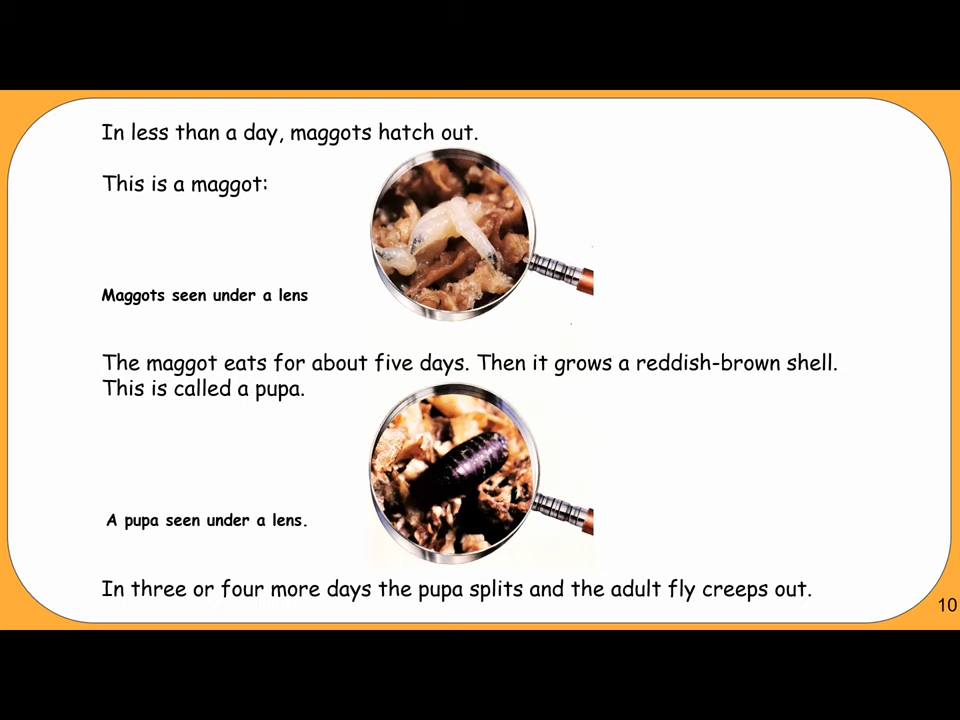 In less than a day, maggots hatch out.
This is a maggot:
Maggots seen under a lens
The maggot eats for about five days. Then it grows a reddish-brown shell.
This is called a pupa.
A pupa seen under a lens.
In three or four more days the pupa splits and the adult fly creeps out.
10